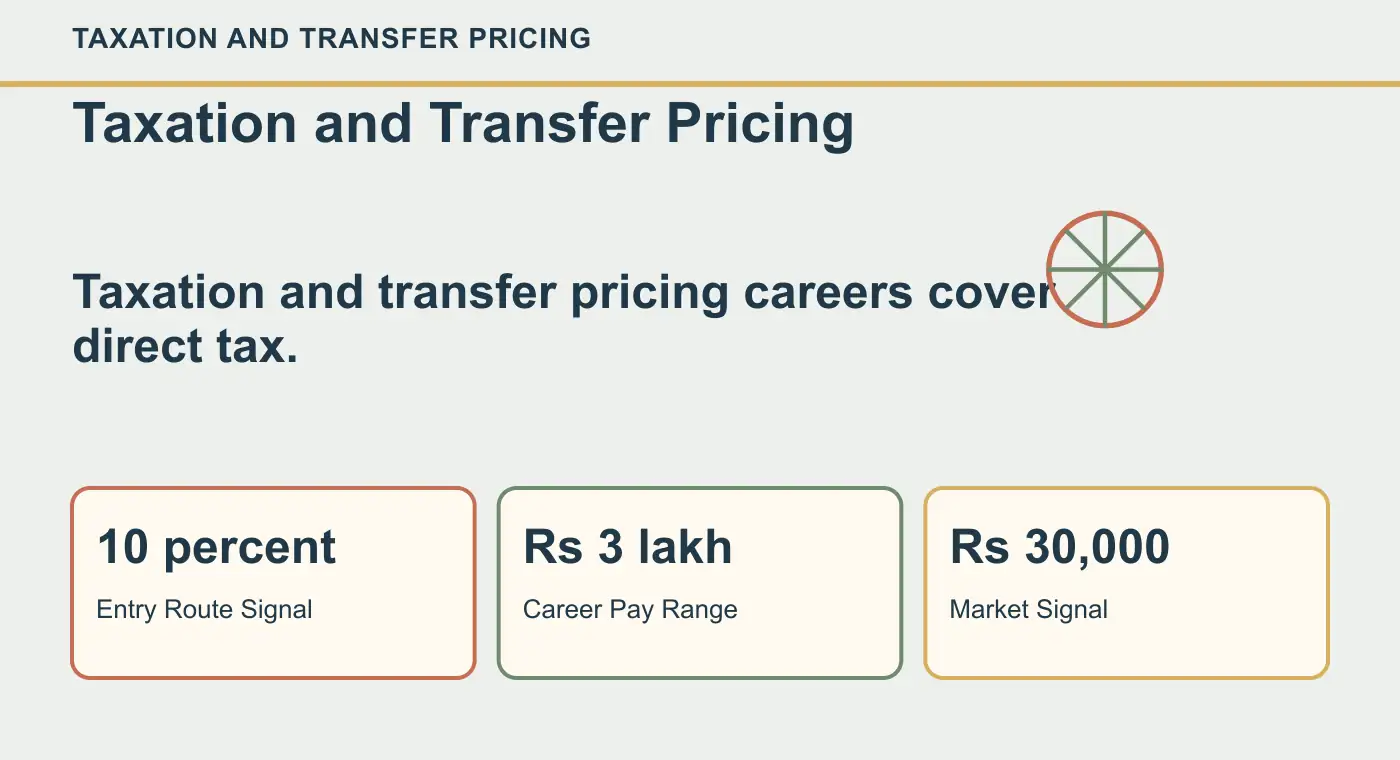 TAXATION AND TRANSFER PRICING
Taxation and Transfer Pricing
Taxation and transfer pricing careers cover
direct tax.
10 percent
Entry Route Signal
Rs 3 lakh
Career Pay Range
Rs 30,000
Market Signal